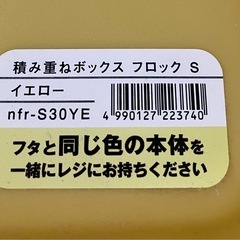 積み重ねボックス フロック S
イエロー
nfr-S30YE
4 990127 223740
フタと同じ色の本体を
一緒にレジにお持ちください